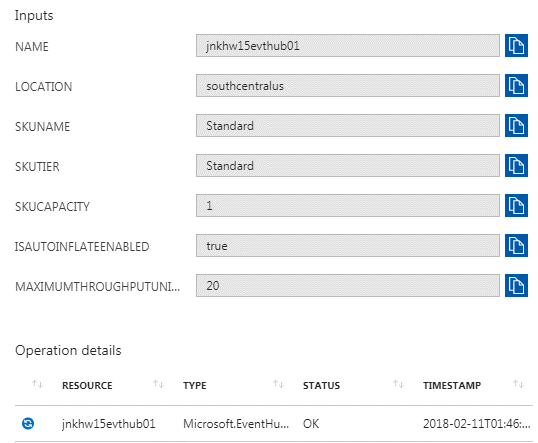 Inputs
NAME jnkhw15evthub01
LOCATION southcentralus
SKUNAME Standard
SKUTIER Standard
SKUCAPACITY 1
ISAUTOINFLATEENABLED true
MAXIMUMTHROUGHPUTUNI... 20
Operation details
RESOURCE TYPE STATUS TIMESTAMP
jnkhw15evthub01 Microsoft.EventHu... OK 2018-02-11T01:46:...